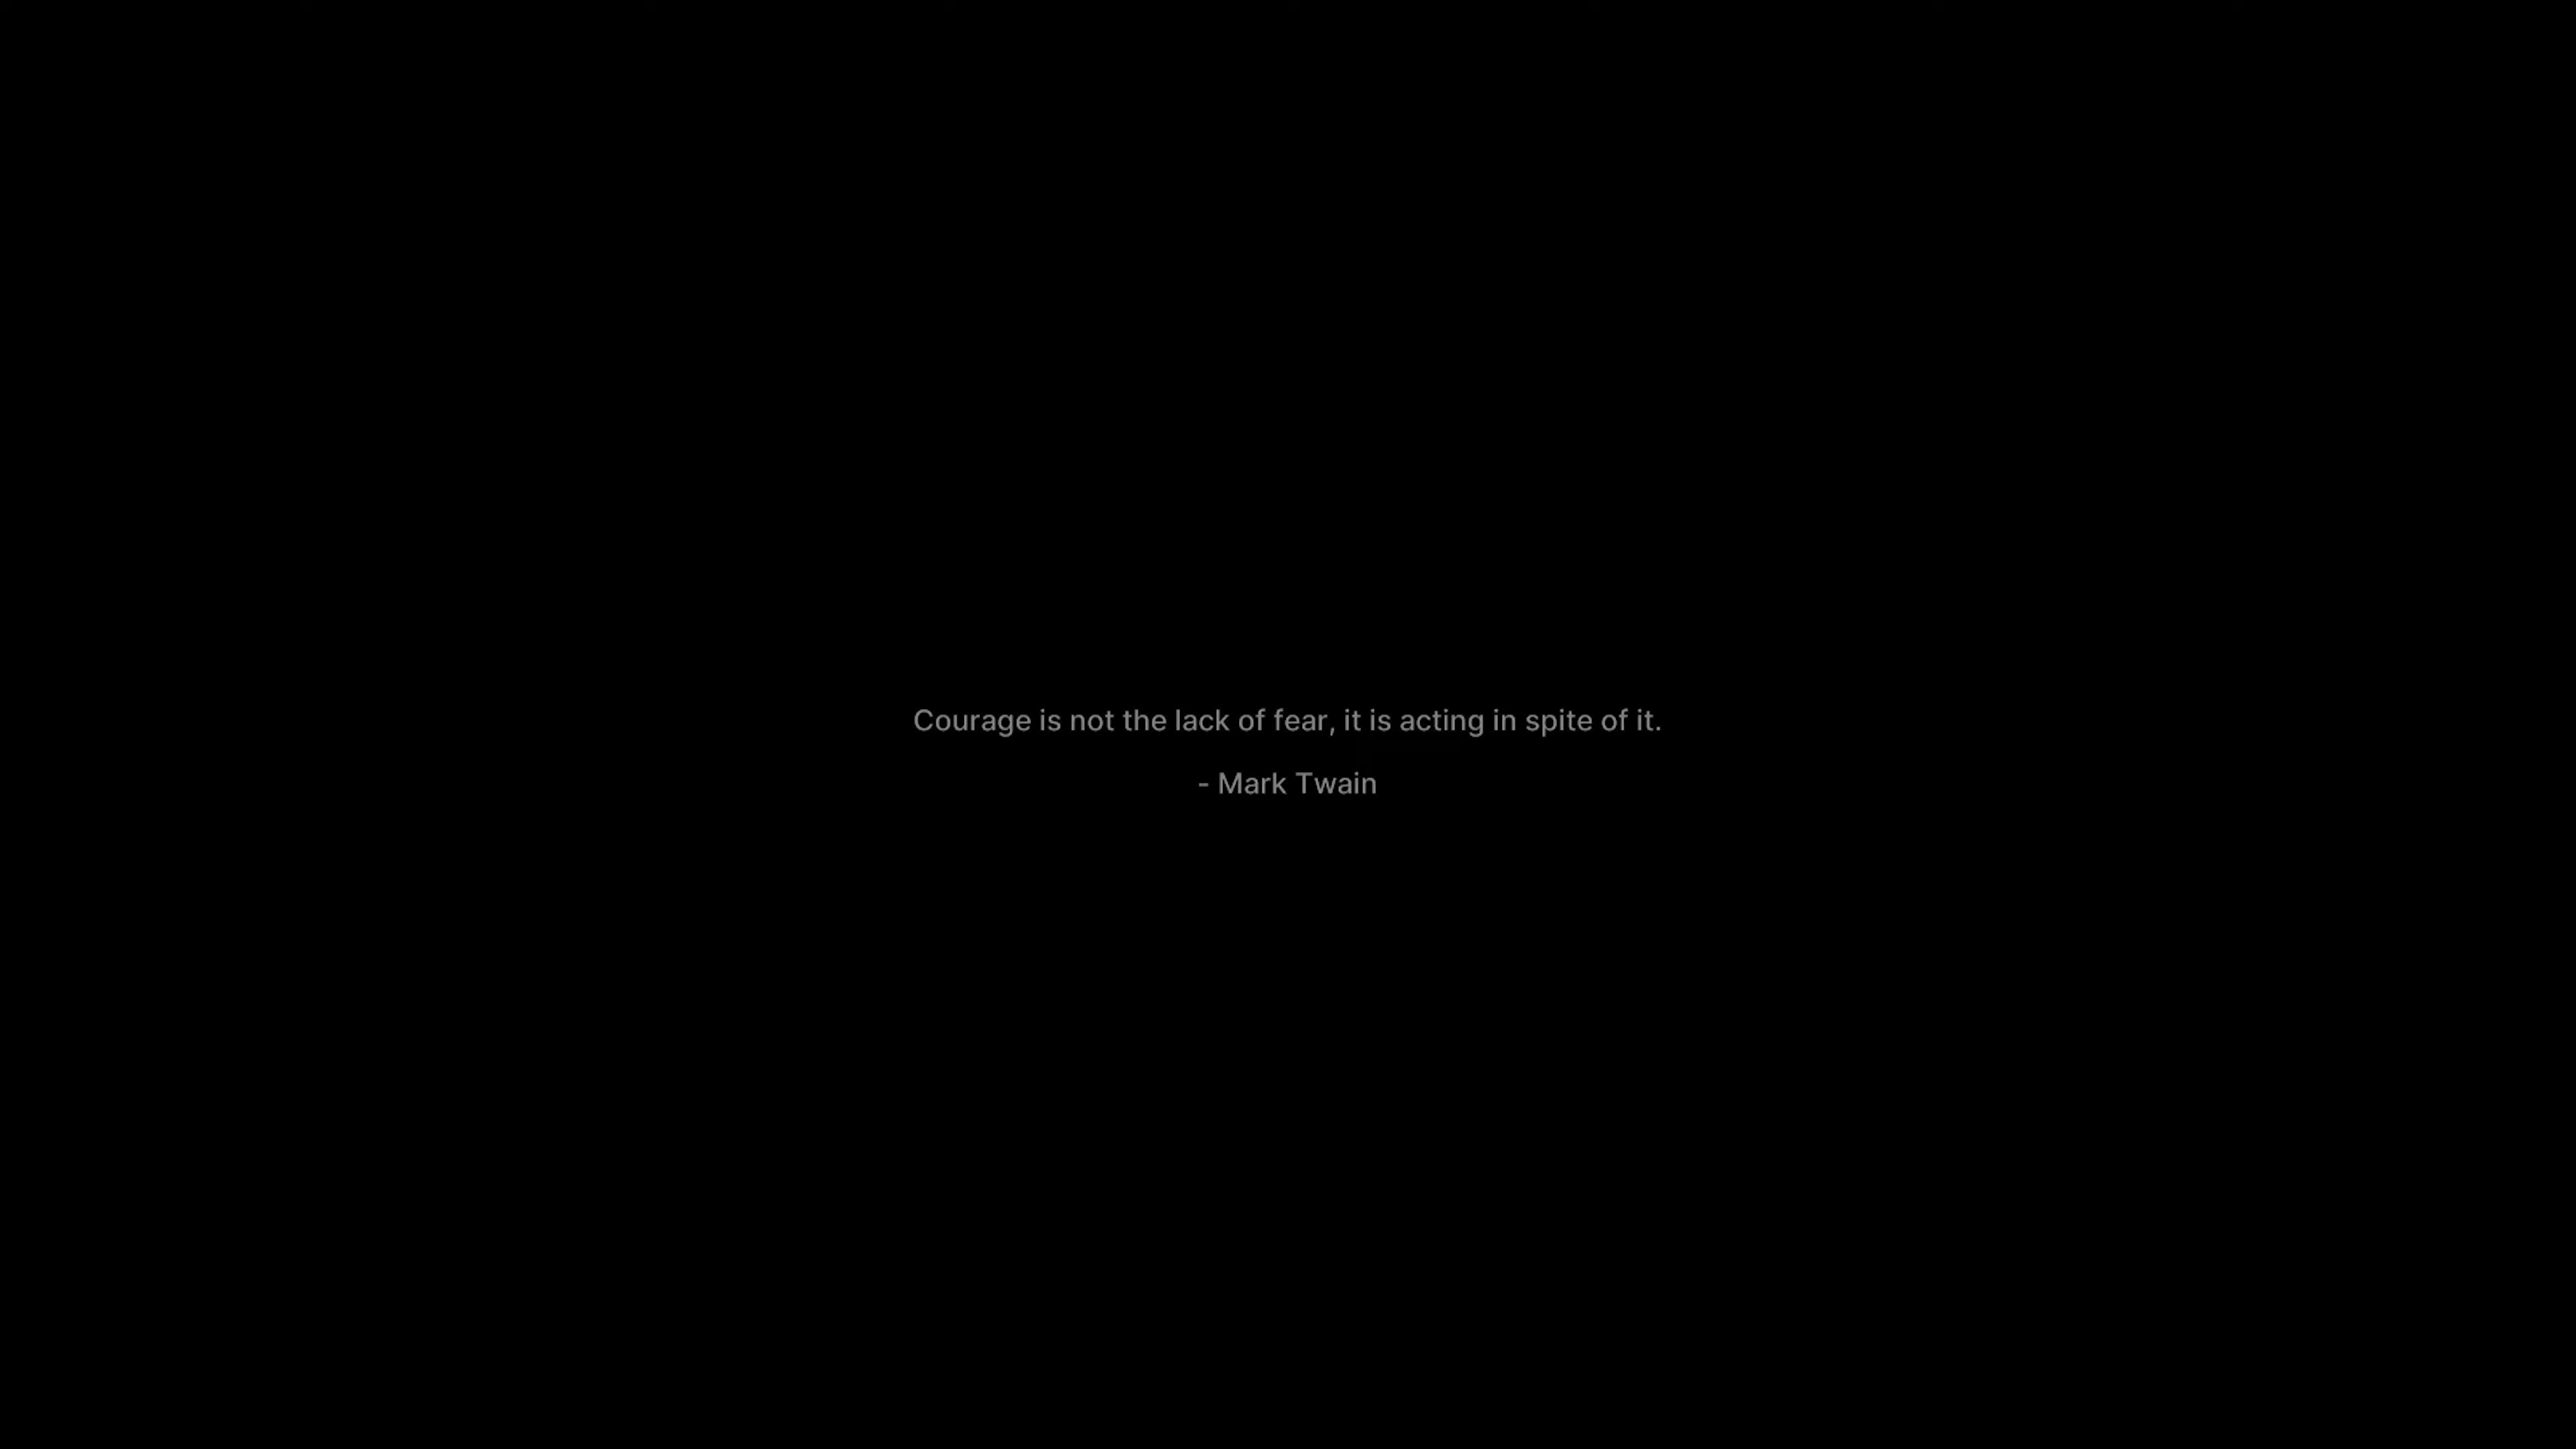 Courage is not the lack of fear, it is acting in spite of it.
- Mark Twain